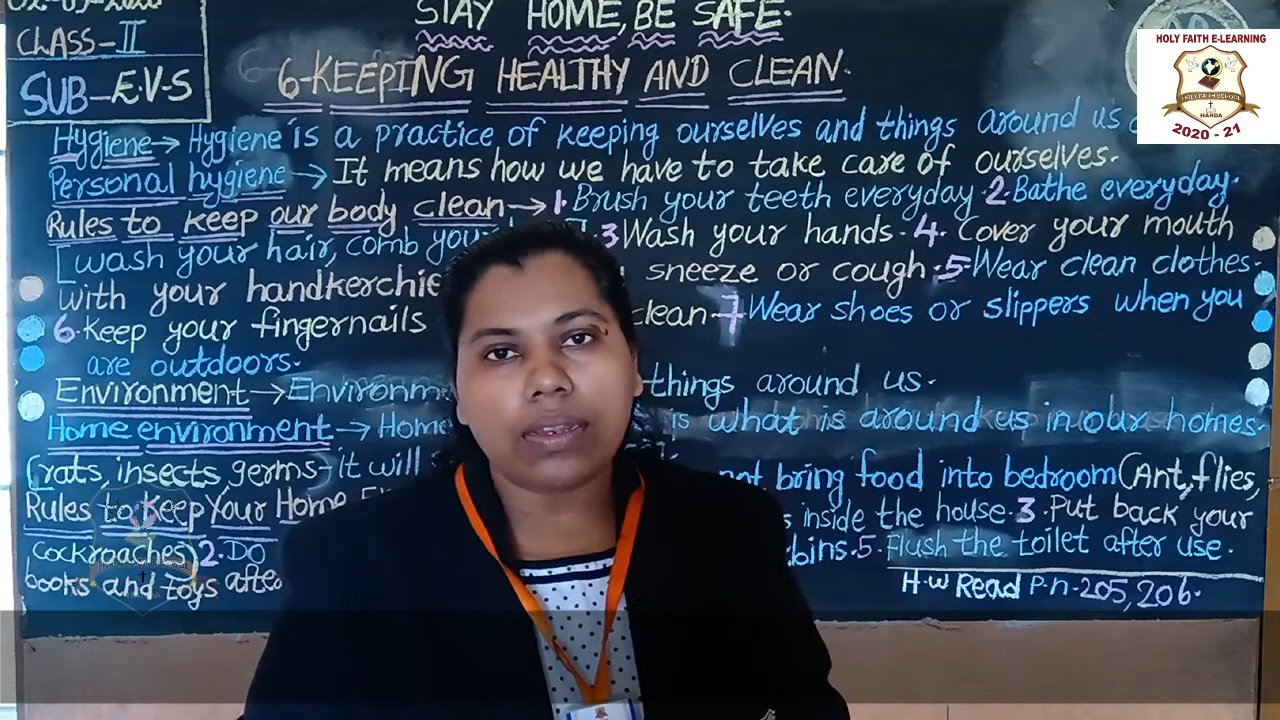 CLASS-II
SUB-E.V.S
STAY HOME, BE SAFE.
6-KEEPING HEALTHY AND CLEAN.
HOLY FAITH E-LEARNING
HOLY FAITH SCHOOL
HARDA
2020 - 21
Hygiene→ Hygiene is a practice of keeping ourselves and things around us
Personal hygiene→ It means how we have to take care of ourselves.
Rules to keep our body clean→ 1. Brush your teeth everyday 2. Bathe everyday.
[wash your hair, comb your 3 Wash your hands. 4. Cover your mouth
with your handkerchie sneeze or cough. 5-Wear clean clothes.
6. Keep your fingernails clean-7 Wear shoes or slippers when you
are outdoors.
Environment→ Environm things around us.
Home environment→ Home is what is around us in our homes.
(rats, insects, germs-it will not bring food into bedroom (Ant, flies,
Rules to Keep Your Home inside the house. 3. Put back your
cockroaches) 2. Do bins. 5. Flush the toilet after use.
books and toys after
H.W Read P.n. 205, 206.